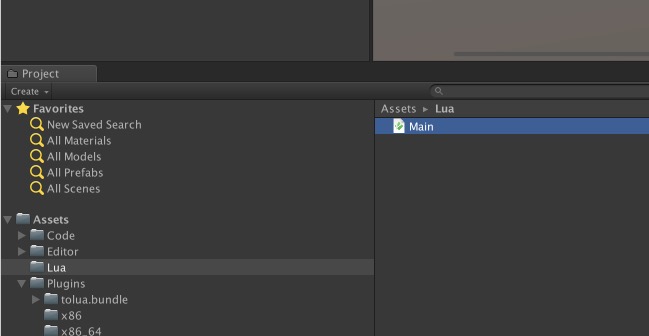 Project
Create
Favorites
New Saved Search
All Materials
All Models
All Prefabs
All Scenes
Assets
Code
Editor
Lua
Plugins
tolua.bundle
x86
x86_64
Assets ▸ Lua
Main